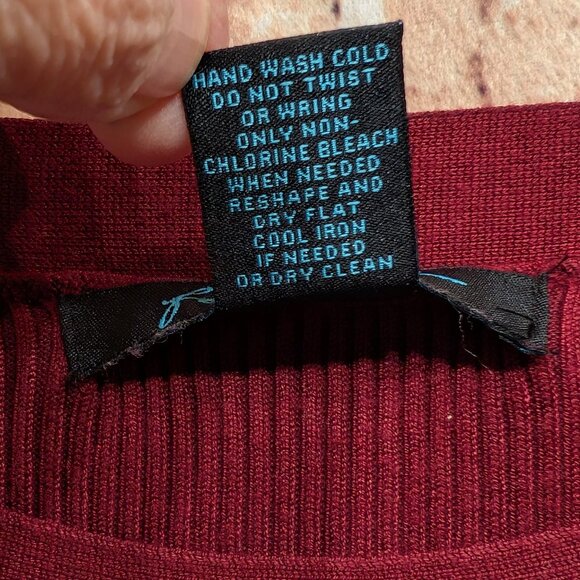 HAND WASH COLD
DO NOT TWIST
OR WRING
ONLY NON-
CHLORINE BLEACH
WHEN NEEDED
RESHAPE AND
DRY FLAT
COOL IRON
IF NEEDED
OR DRY CLEAN